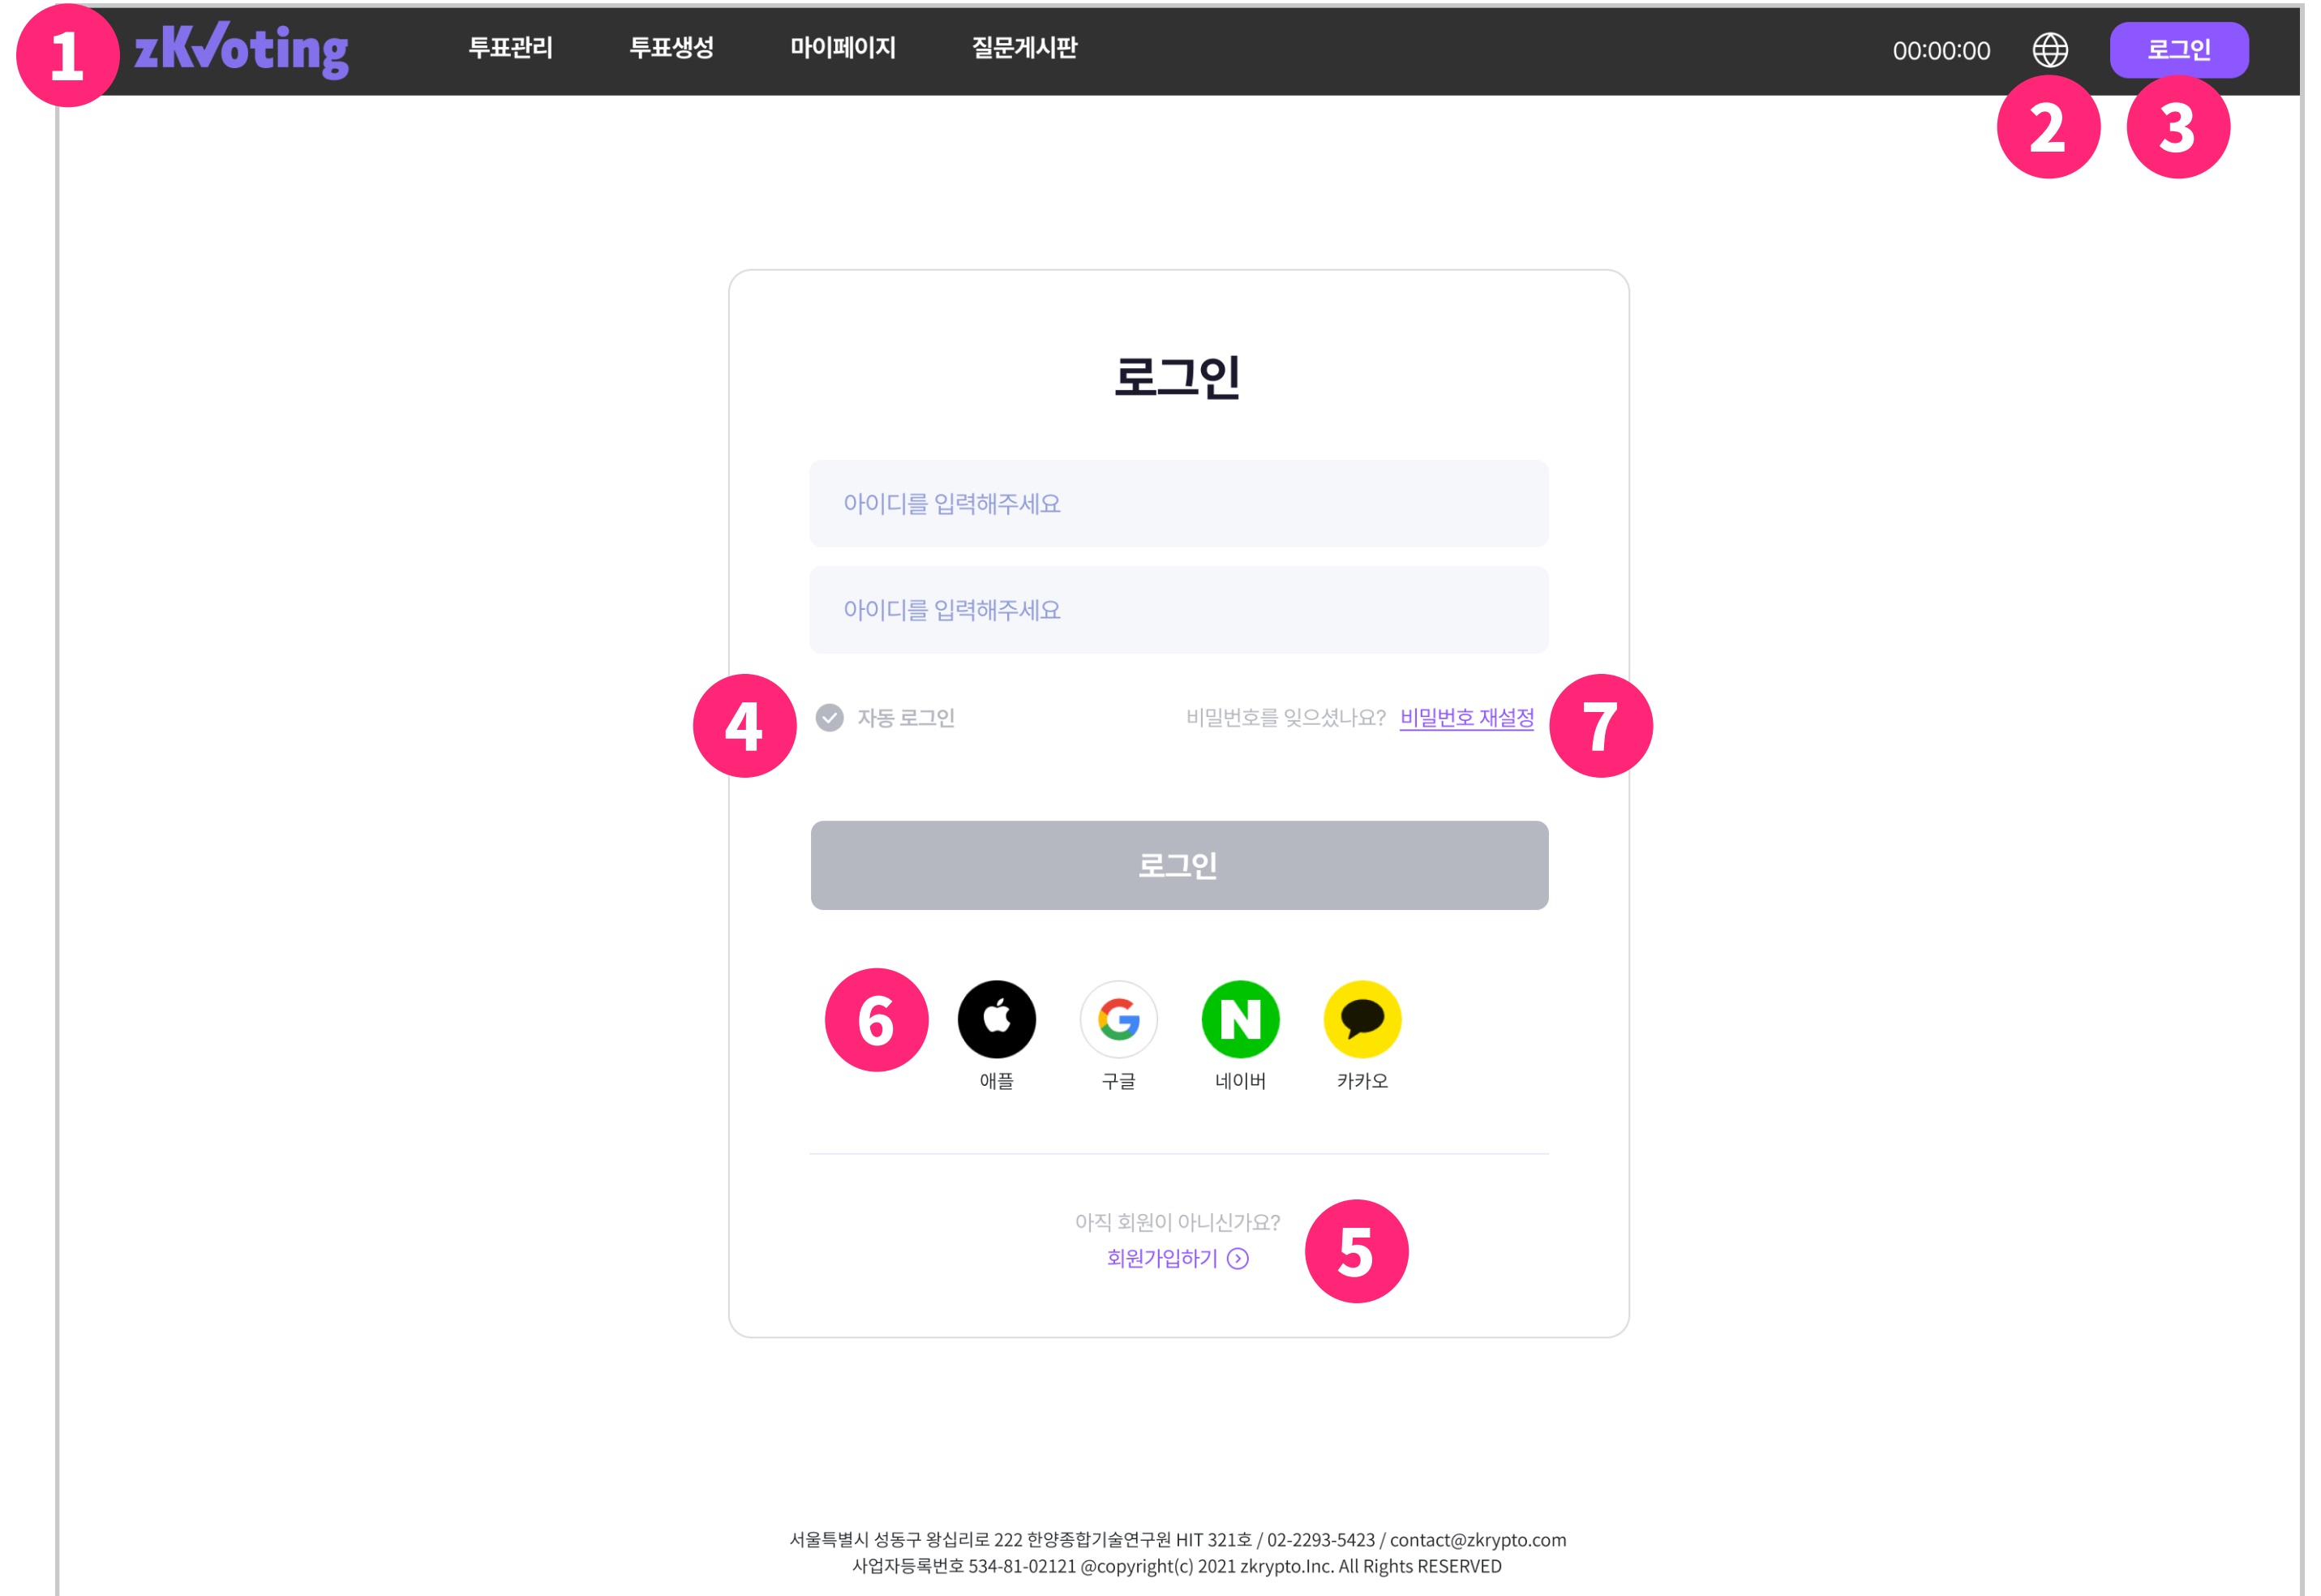 1
zKVoting 투표관리 투표생성 마이페이지 질문게시판 00:00:00 로그인
2 3
로그인
아이디를 입력해주세요
아이디를 입력해주세요
4 자동 로그인 비밀번호를 잊으셨나요? 비밀번호 재설정 7
로그인
6
애플 구글 네이버 카카오
아직 회원이 아니신가요?
회원가입하기
5
서울특별시 성동구 왕십리로 222 한양종합기술연구원 HIT 321호 / 02-2293-5423 / contact@zkrypto.com
사업자등록번호 534-81-02121 @copyright(c) 2021 zkrypto.Inc. All Rights RESERVED